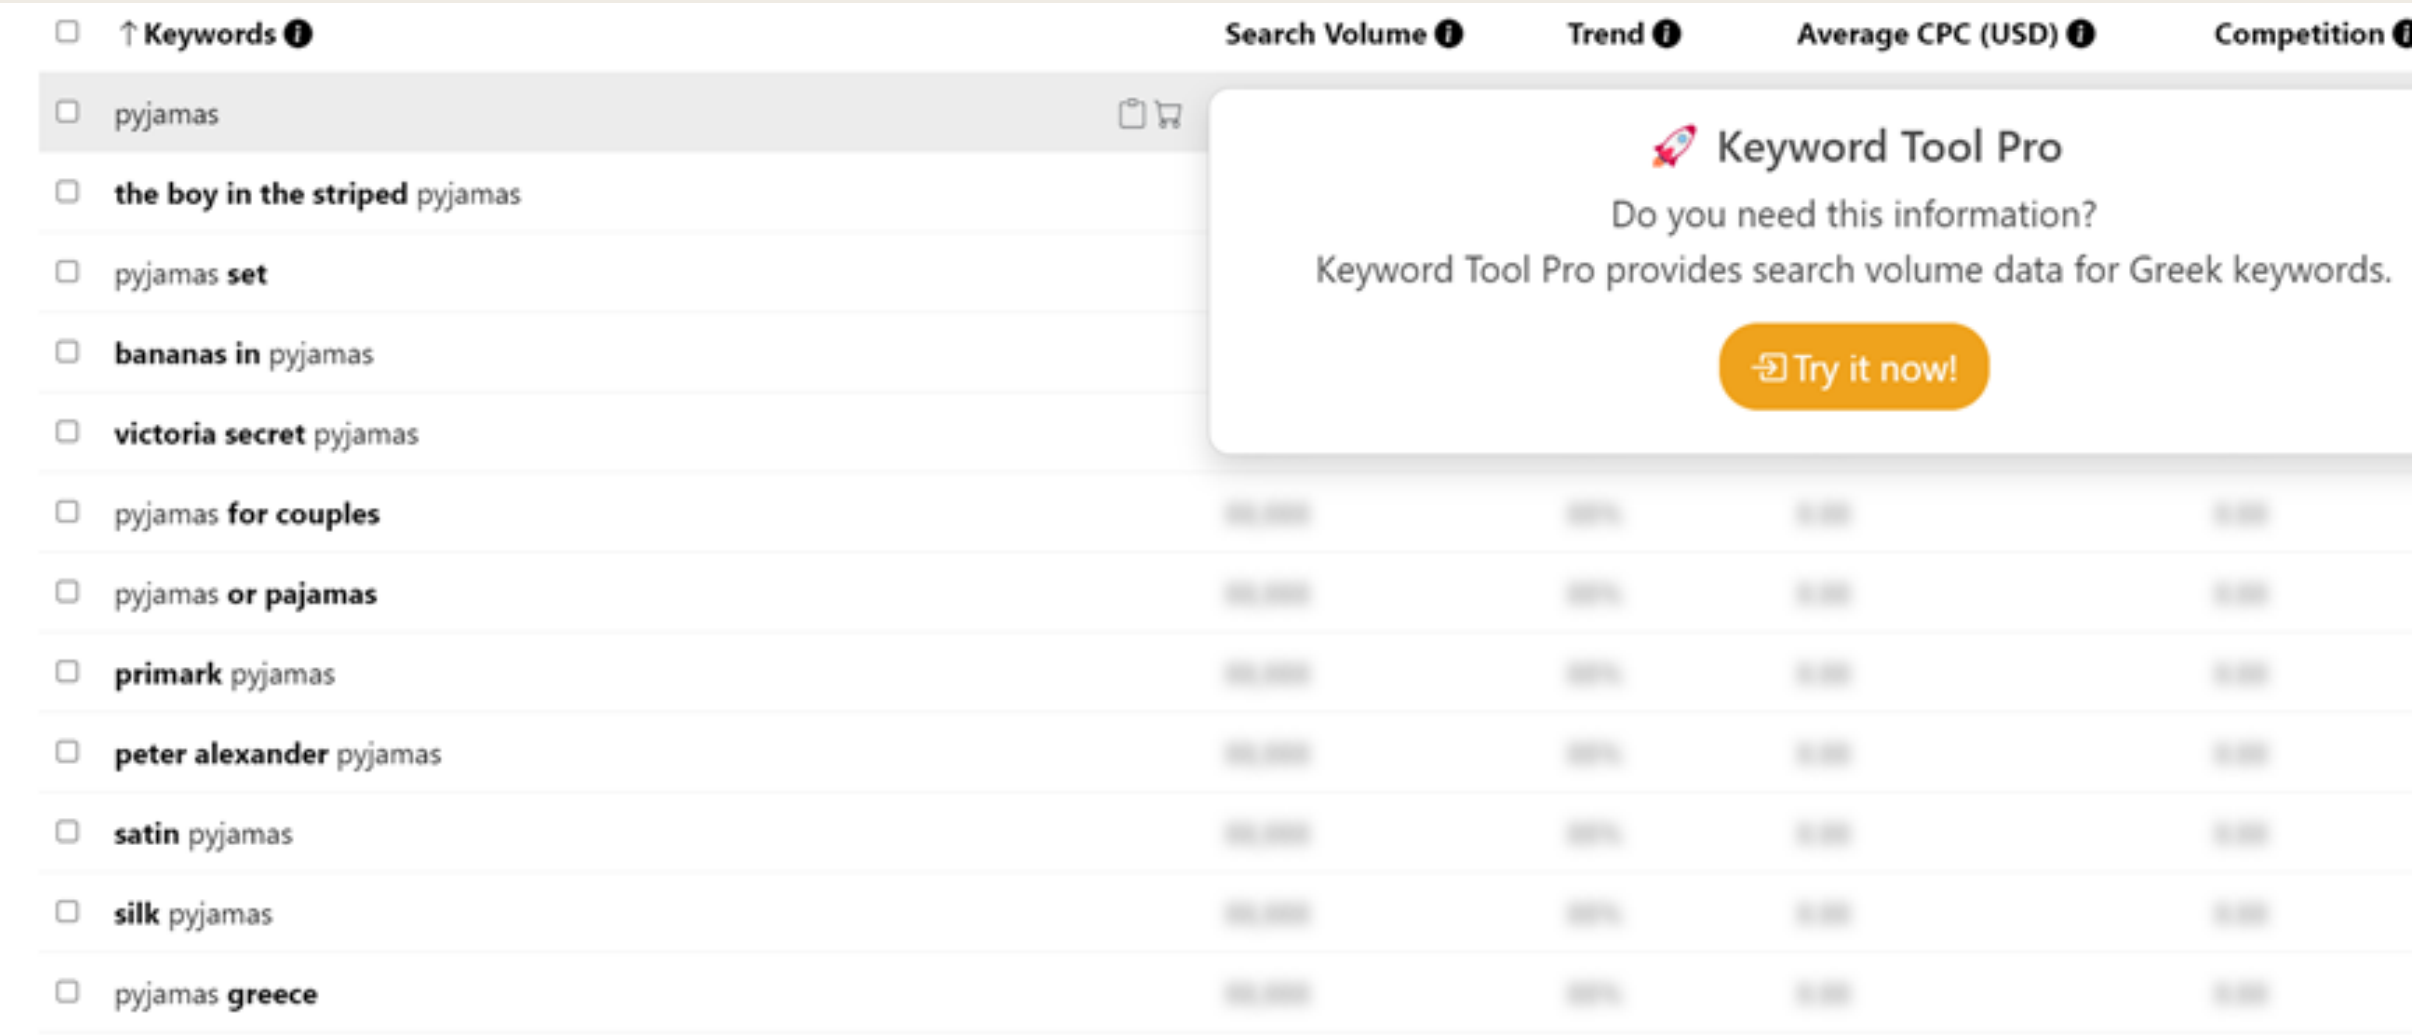 ↑ Keywords Search Volume Trend Average CPC (USD) Competition
pyjamas
🚀 Keyword Tool Pro
Do you need this information?
Keyword Tool Pro provides search volume data for Greek keywords.
Try it now!
the boy in the striped pyjamas
pyjamas set
bananas in pyjamas
victoria secret pyjamas
pyjamas for couples
pyjamas or pajamas
primark pyjamas
peter alexander pyjamas
satin pyjamas
silk pyjamas
pyjamas greece